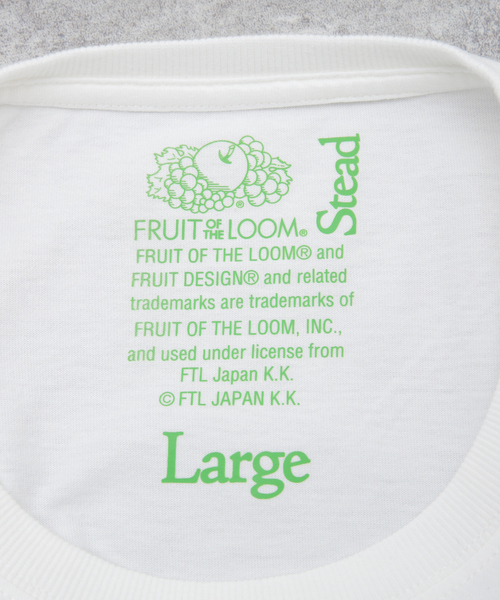 FRUIT OF THE LOOM®
Stead
FRUIT OF THE LOOM® and
FRUIT DESIGN® and related
trademarks are trademarks of
FRUIT OF THE LOOM, INC.,
and used under license from
FTL Japan K.K.
© FTL JAPAN K.K.
Large